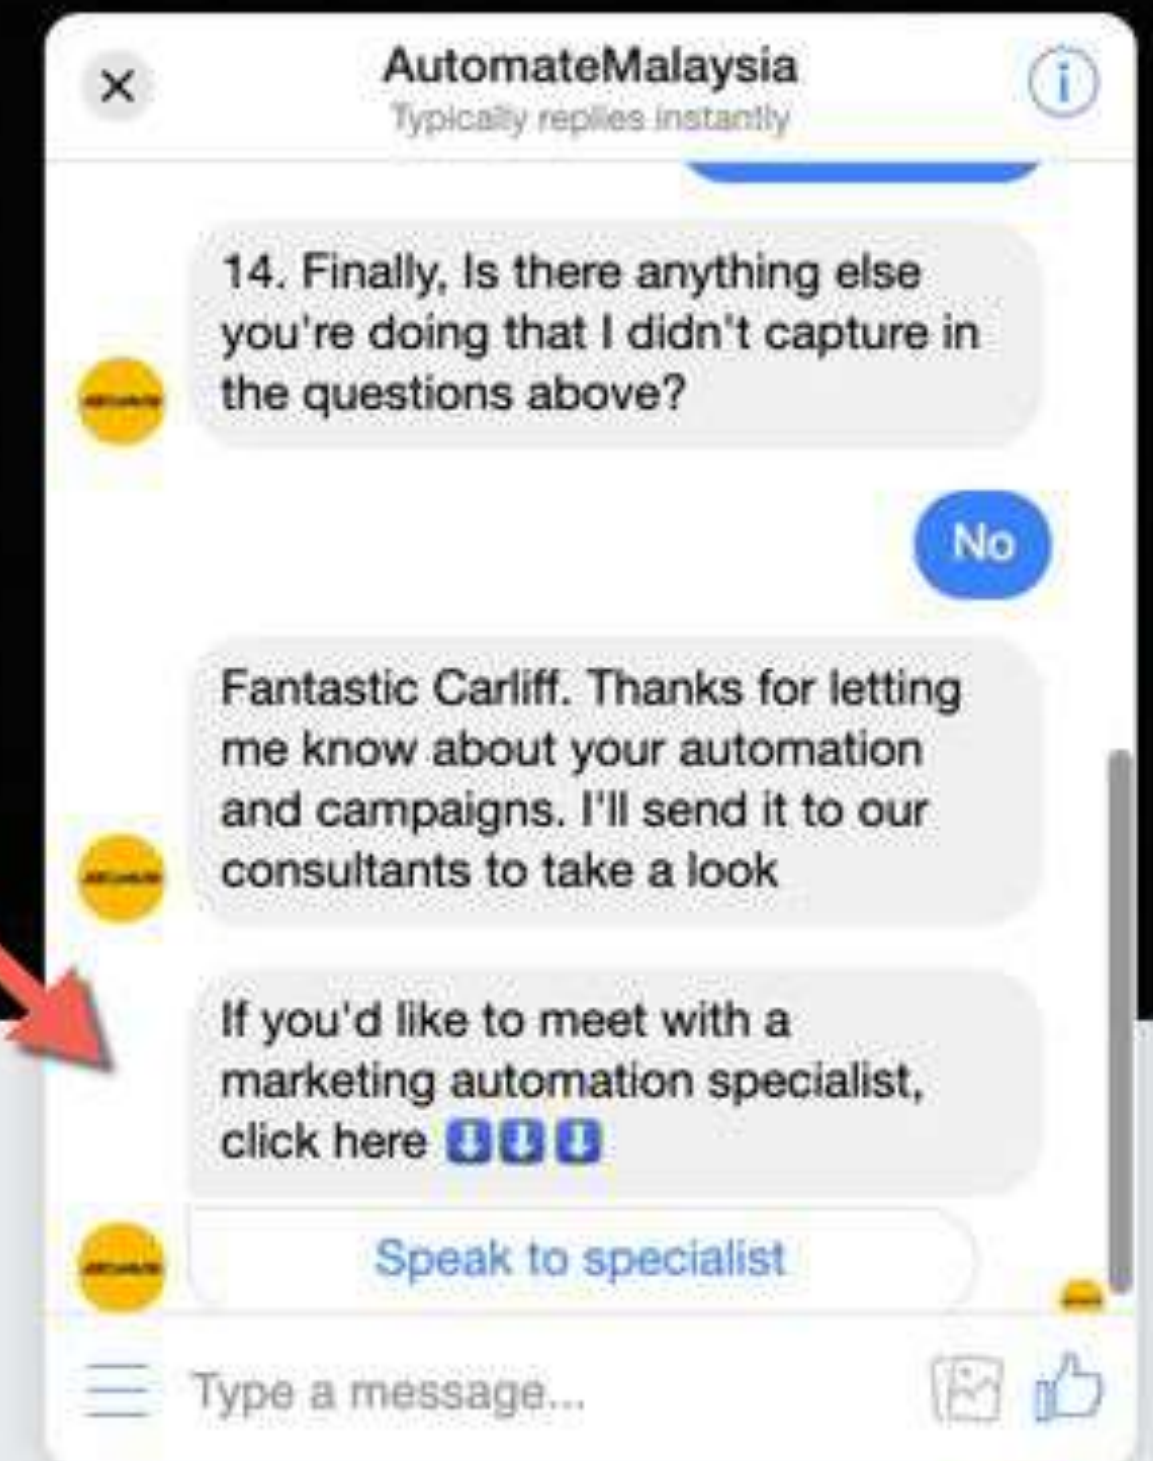 AutomateMalaysia
Typically replies instantly
14. Finally, Is there anything else
you're doing that I didn't capture in
the questions above?
No
Fantastic Carliff. Thanks for letting
me know about your automation
and campaigns. I'll send it to our
consultants to take a look
If you'd like to meet with a
marketing automation specialist,
click here ⬇️⬇️⬇️
Speak to specialist
Type a message...